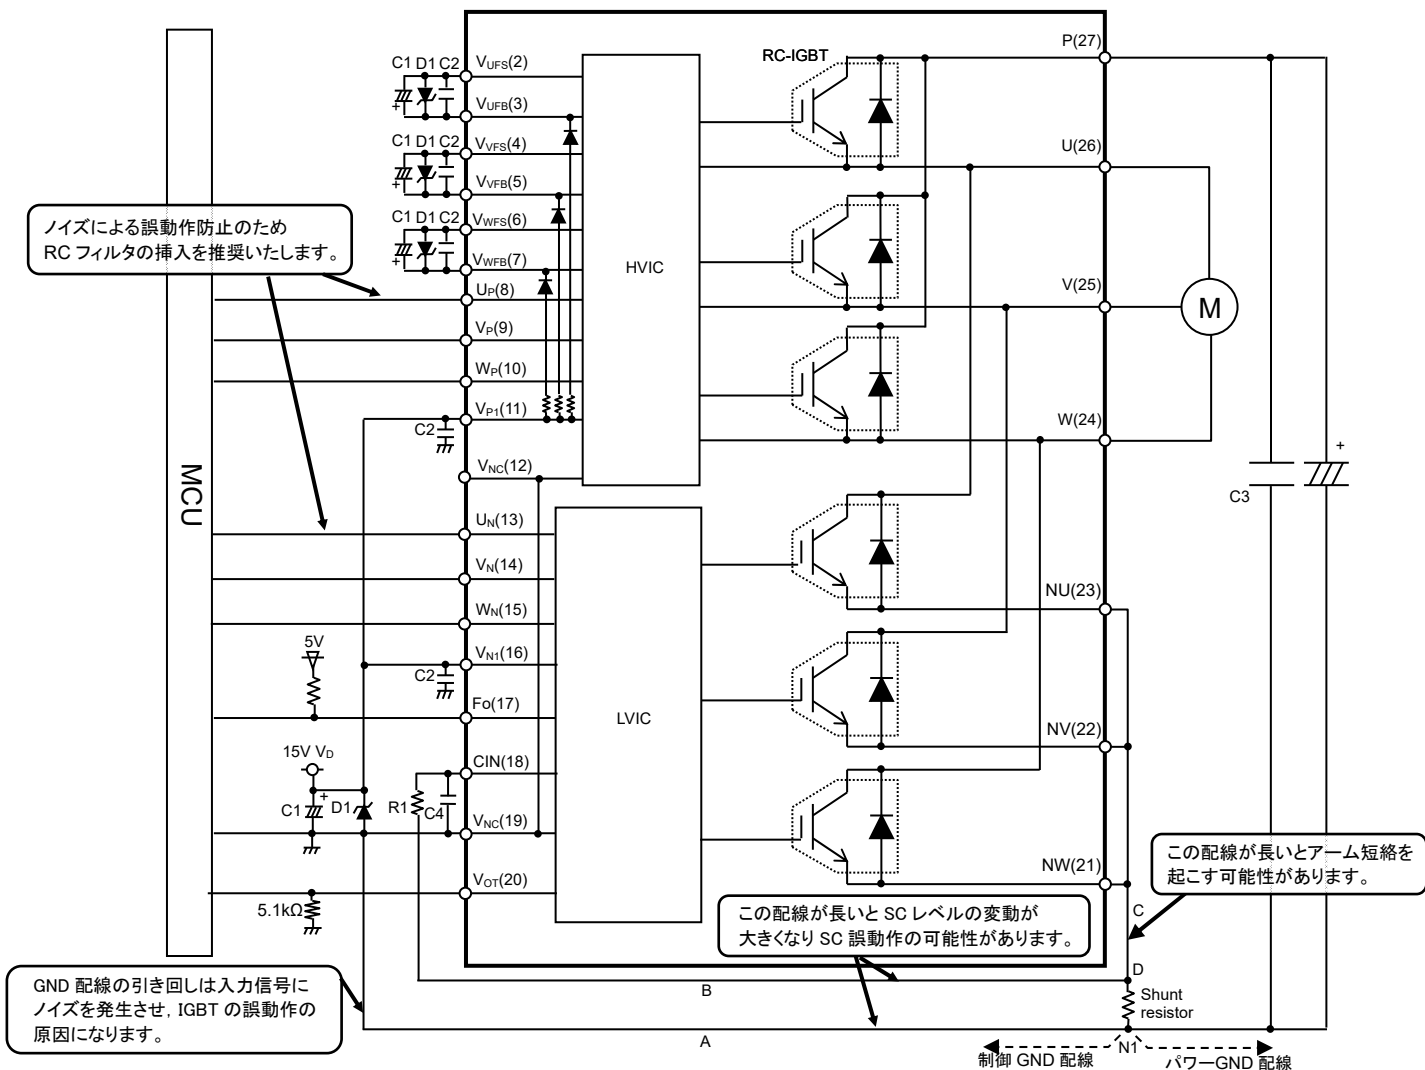 P(27)
RC-IGBT
C1 D1 C2
VUFS(2)
+
VUFB(3)
C1 D1 C2
VVFS(4)
+
VVFB(5)
U(26)
ノイズによる誤動作防止のため
RC フィルタの挿入を推奨いたします。
C1 D1 C2
VWFS(6)
+
VWFB(7)
HVIC
UP(8)
V(25)
M
VP(9)
WP(10)
VP1(11)
C2
W(24)
+
C3
VNC(12)
MCU
UN(13)
VN(14)
NU(23)
WN(15)
5V
VN1(16)
C2
Fo(17)
LVIC
NV(22)
15V VD
CIN(18)
+
C1
D1
R1
C4
VNC(19)
この配線が長いとアーム短絡を
起こす可能性があります。
NW(21)
VOT(20)
5.1kΩ
この配線が長いと SC レベルの変動が
大きくなり SC 誤動作の可能性があります。
C
GND 配線の引き回しは入力信号に
ノイズを発生させ, IGBT の誤動作の
原因になります。
D
B
Shunt
resistor
A
N1
制御 GND 配線
パワーGND 配線